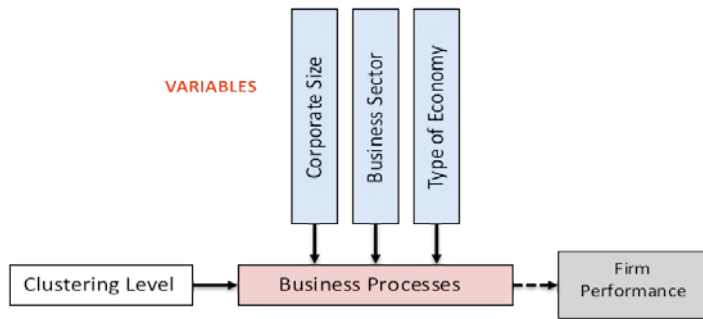 VARIABLES
Corporate Size
Business Sector
Type of Economy
Clustering Level
Business Processes
Firm
Performance